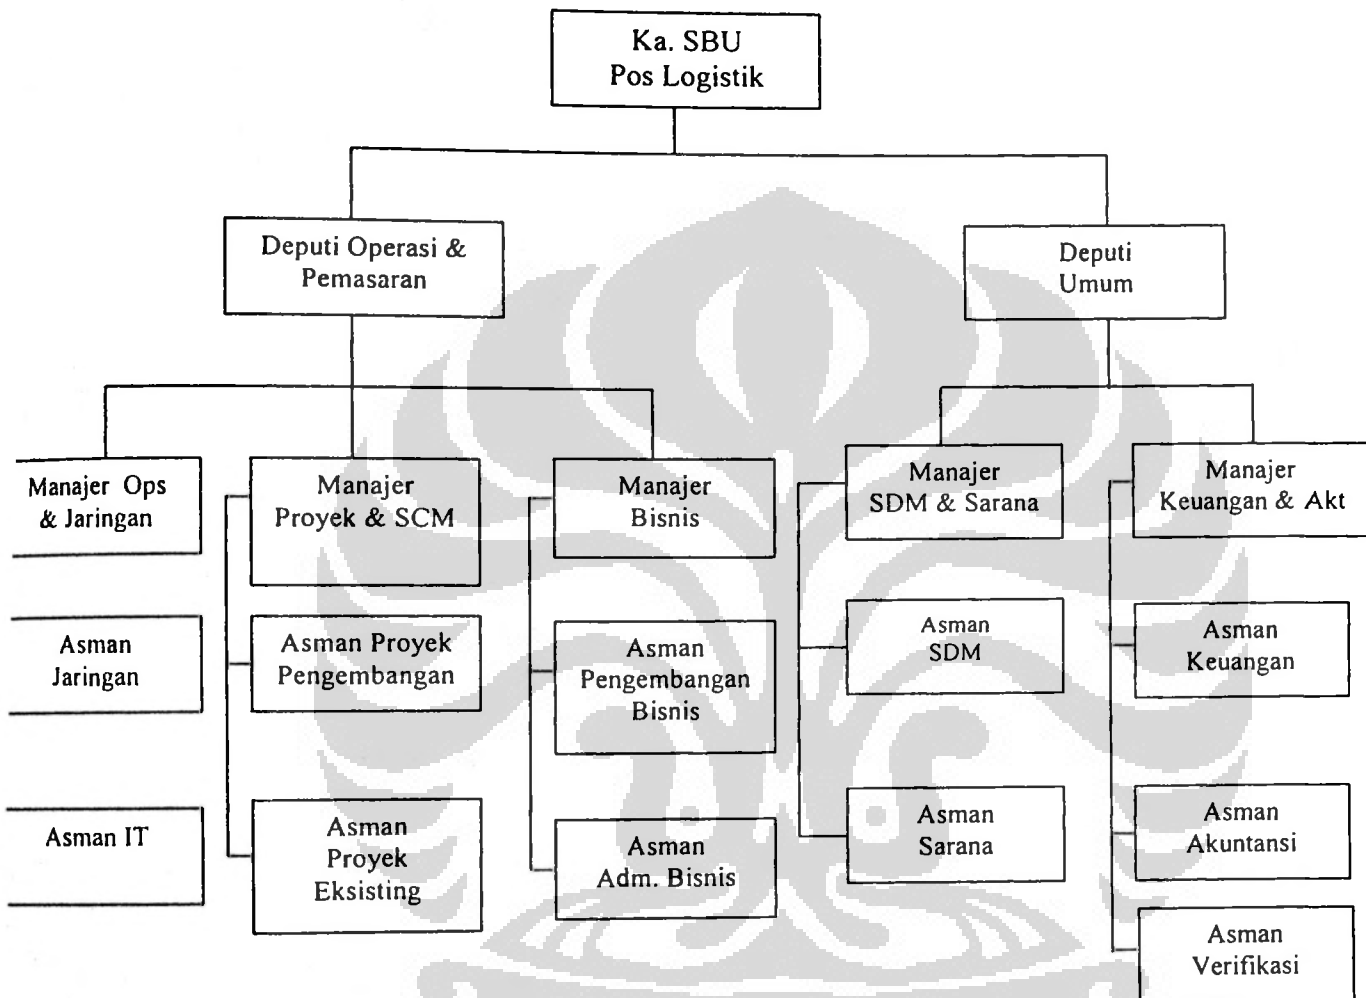 Ka. SBU
Pos Logistik
Deputi Operasi &
Pemasaran
Deputi
Umum
Manajer Ops
& Jaringan
Manajer
Proyek & SCM
Manajer
Bisnis
Manajer
SDM & Sarana
Manajer
Keuangan & Akt
Asman
Jaringan
Asman Proyek
Pengembangan
Asman
Pengembangan
Bisnis
Asman
SDM
Asman
Keuangan
Asman IT
Asman
Proyek
Eksisting
Asman
Adm. Bisnis
Asman
Sarana
Asman
Akuntansi
Asman
Verifikasi